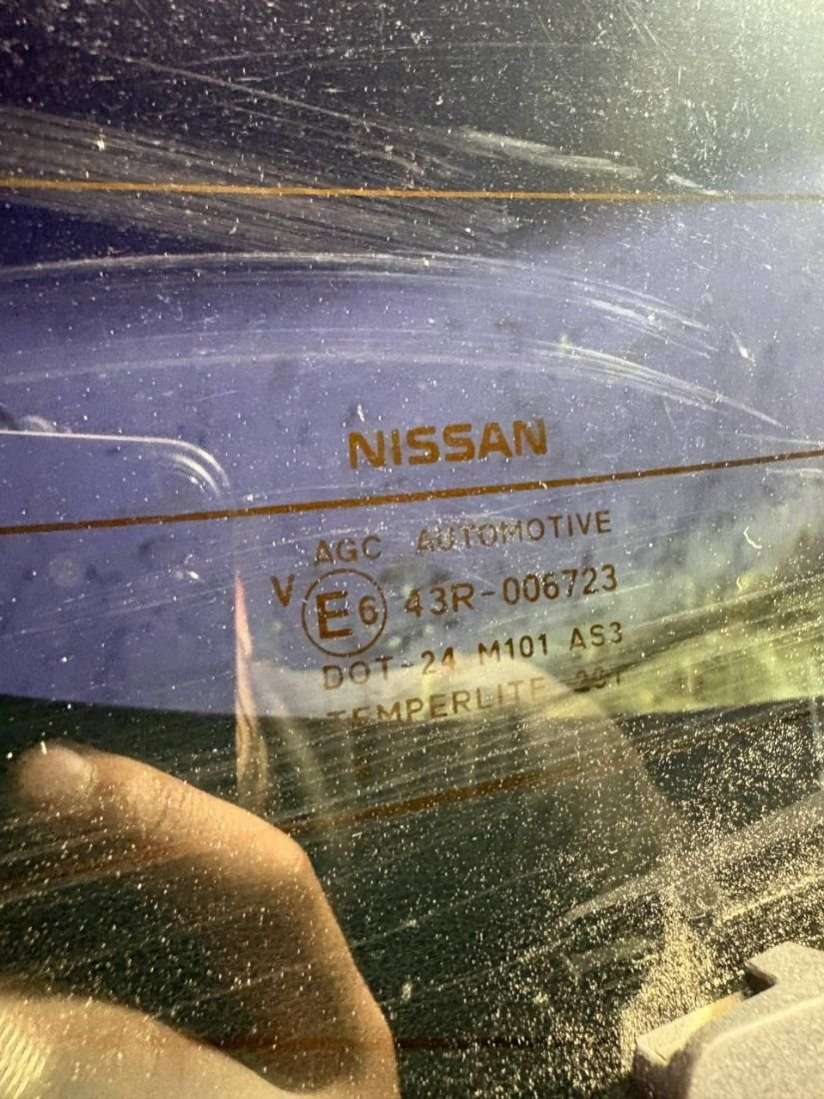 NISSAN
AGC AUTOMOTIVE
V E6 43R-006723
DOT-24 M101 AS3
TEMPERLITE